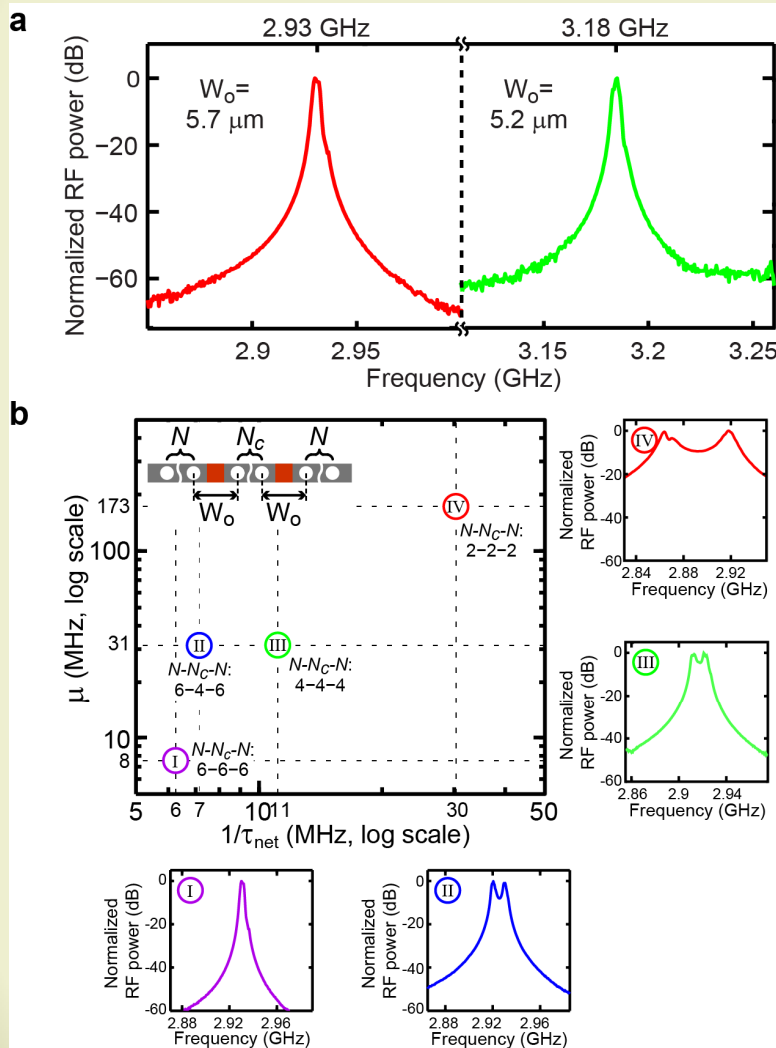 a
2.93 GHz
3.18 GHz
Normalized RF power (dB)
0
−20
−40
−60
Wₒ=
5.7 μm
Wₒ=
5.2 μm
2.9
2.95
3.15
3.2
3.25
Frequency (GHz)
b
μ (MHz, log scale)
173
100
31
10
8
N
N_C
N
Wₒ
Wₒ
IV
N-N_C-N:
2−2−2
II
III
N-N_C-N:
6−4−6
N-N_C-N:
4−4−4
I
N-N_C-N:
6−6−6
5
6
7
10
11
30
50
1/τ_net (MHz, log scale)
Normalized
RF power (dB)
0
-20
-40
-60
IV
2.84
2.88
2.92
Frequency (GHz)
Normalized
RF power (dB)
0
-20
-40
-60
III
2.86
2.9
2.94
Frequency (GHz)
Normalized
RF power (dB)
0
-20
-40
-60
I
2.88
2.92
2.96
Frequency (GHz)
Normalized
RF power (dB)
0
-20
-40
-60
II
2.88
2.92
2.96
Frequency (GHz)